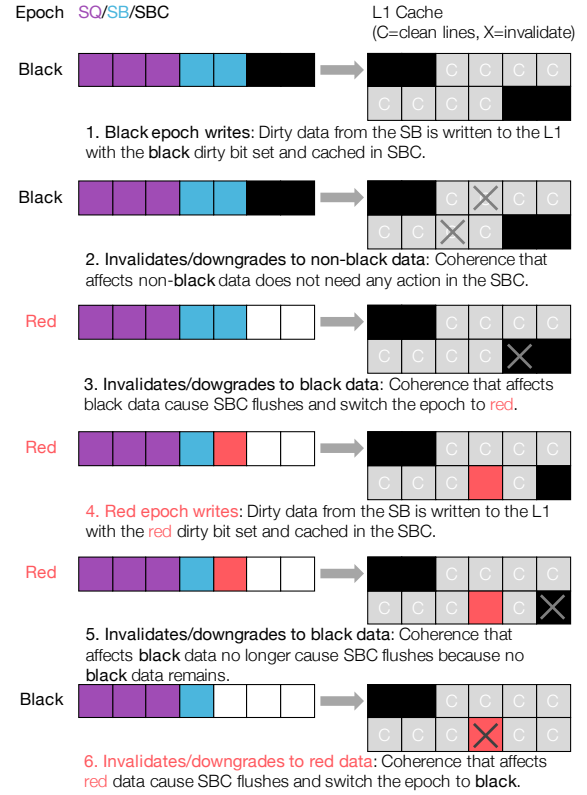 Epoch SQ/SB/SBC L1 Cache
(C=clean lines, X=invalidate)
Black C C C C
C C C C
1. Black epoch writes: Dirty data from the SB is written to the L1
with the black dirty bit set and cached in SBC.
Black C C C
C C C
2. Invalidates/downgrades to non-black data: Coherence that
affects non-black data does not need any action in the SBC.
Red C C C C
C C C C
3. Invalidates/dowgrades to black data: Coherence that affects
black data cause SBC flushes and switch the epoch to red.
Red C C C C
C C C
4. Red epoch writes: Dirty data from the SB is written to the L1
with the red dirty bit set and cached in the SBC.
Red C C C C
C C C
5. Invalidates/downgrades to black data: Coherence that
affects black data no longer cause SBC flushes because no
black data remains.
Black C C C C
C C C C C
6. Invalidates/downgrades to red data: Coherence that affects
red data cause SBC flushes and switch the epoch to black.